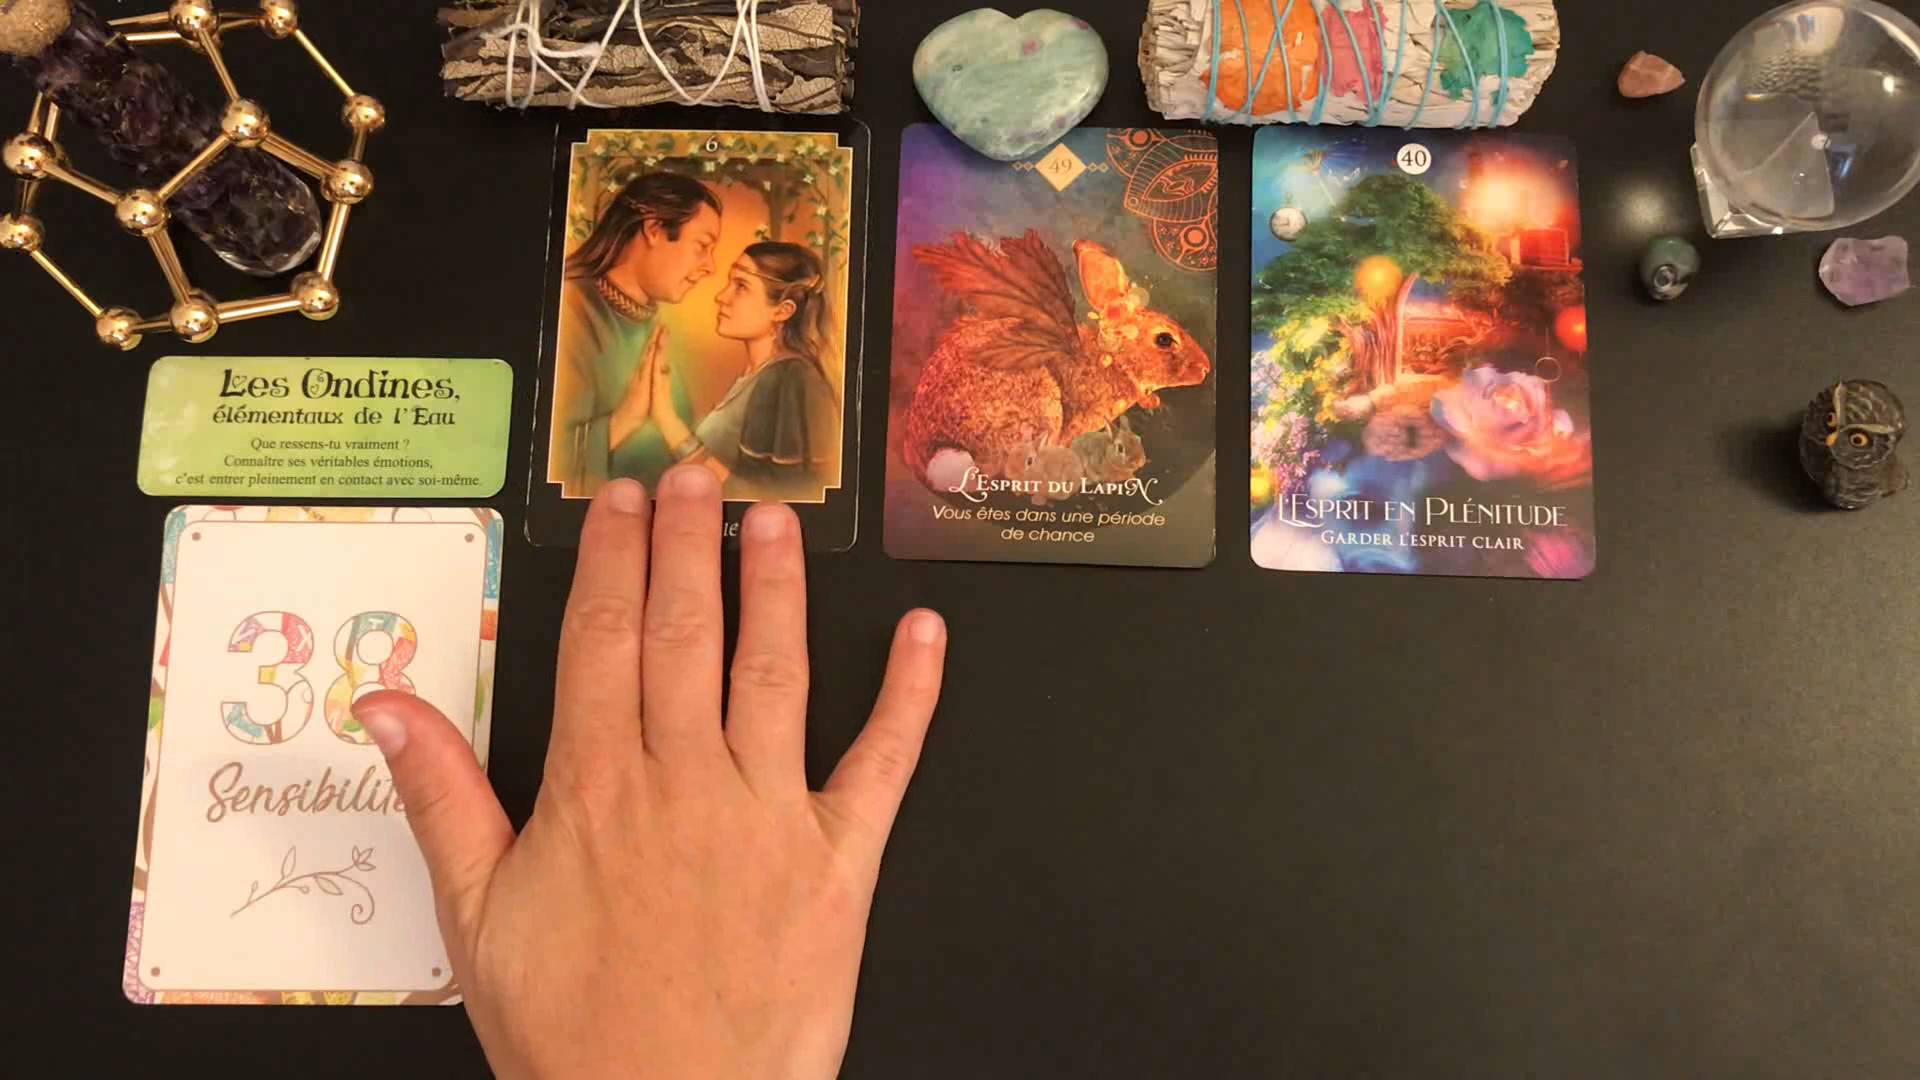 Les Ondines,
élémentaux de l'Eau
Que ressens-tu vraiment ?
Connaître ses véritables émotions,
c'est entrer pleinement en contact avec soi-même.
38
Sensibilité
6
49
L'Esprit du Lapin
Vous êtes dans une période
de chance
40
L'Esprit en Plénitude
Garder l'esprit clair